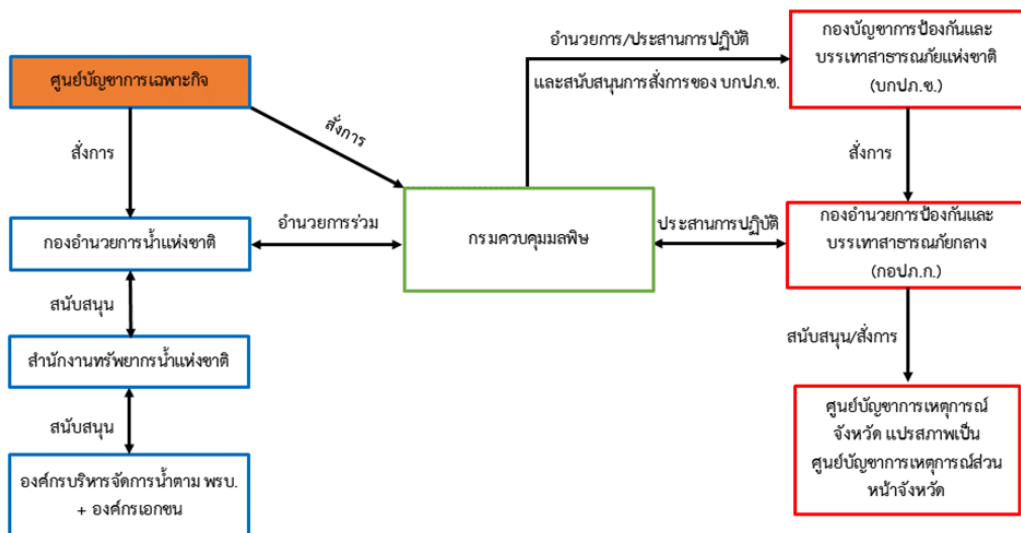 ศูนย์บัญชาการเฉพาะกิจ
สั่งการ
สั่งการ
อำนวยการ/ประสานการปฏิบัติ
และสนับสนุนการสั่งการของ บกปภ.ช.
กองบัญชาการป้องกันและ
บรรเทาสาธารณภัยแห่งชาติ
(บกปภ.ช.)
สั่งการ
กองอำนวยการน้ำแห่งชาติ
อำนวยการร่วม
กรมควบคุมมลพิษ
ประสานการปฏิบัติ
กองอำนวยการป้องกันและ
บรรเทาสาธารณภัยกลาง
(กอปภ.ก.)
สนับสนุน
สำนักงานทรัพยากรน้ำแห่งชาติ
สนับสนุน
องค์กรบริหารจัดการน้ำตาม พรบ.
+ องค์กรเอกชน
สนับสนุน/สั่งการ
ศูนย์บัญชาการเหตุการณ์
จังหวัด แปรสภาพเป็น
ศูนย์บัญชาการเหตุการณ์ส่วน
หน้าจังหวัด